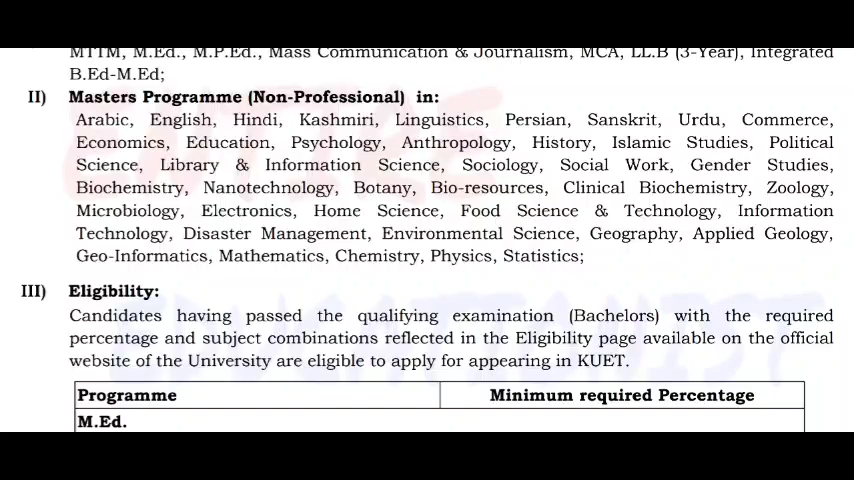 MTTM, M.Ed., M.P.Ed., Mass Communication & Journalism, MCA, LL.B (3-Year), Integrated
B.Ed-M.Ed;
II) Masters Programme (Non-Professional) in:
Arabic, English, Hindi, Kashmiri, Linguistics, Persian, Sanskrit, Urdu, Commerce,
Economics, Education, Psychology, Anthropology, History, Islamic Studies, Political
Science, Library & Information Science, Sociology, Social Work, Gender Studies,
Biochemistry, Nanotechnology, Botany, Bio-resources, Clinical Biochemistry, Zoology,
Microbiology, Electronics, Home Science, Food Science & Technology, Information
Technology, Disaster Management, Environmental Science, Geography, Applied Geology,
Geo-Informatics, Mathematics, Chemistry, Physics, Statistics;
III) Eligibility:
Candidates having passed the qualifying examination (Bachelors) with the required
percentage and subject combinations reflected in the Eligibility page available on the official
website of the University are eligible to apply for appearing in KUET.
Programme Minimum required Percentage
M.Ed.